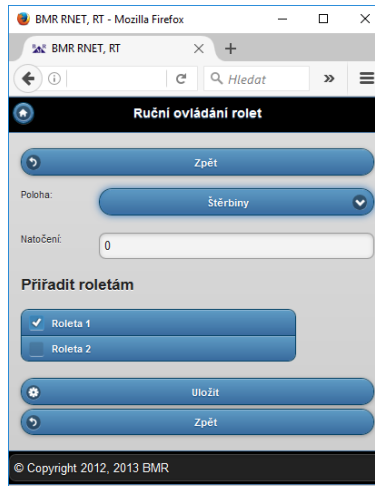 BMR RNET, RT - Mozilla Firefox
BMR RNET, RT
Hledat
Ruční ovládání rolet
Zpět
Poloha:
Štěrbiny
Natočení:
0
Přiřadit roletám
Roleta 1
Roleta 2
Uložit
Zpět
© Copyright 2012, 2013 BMR